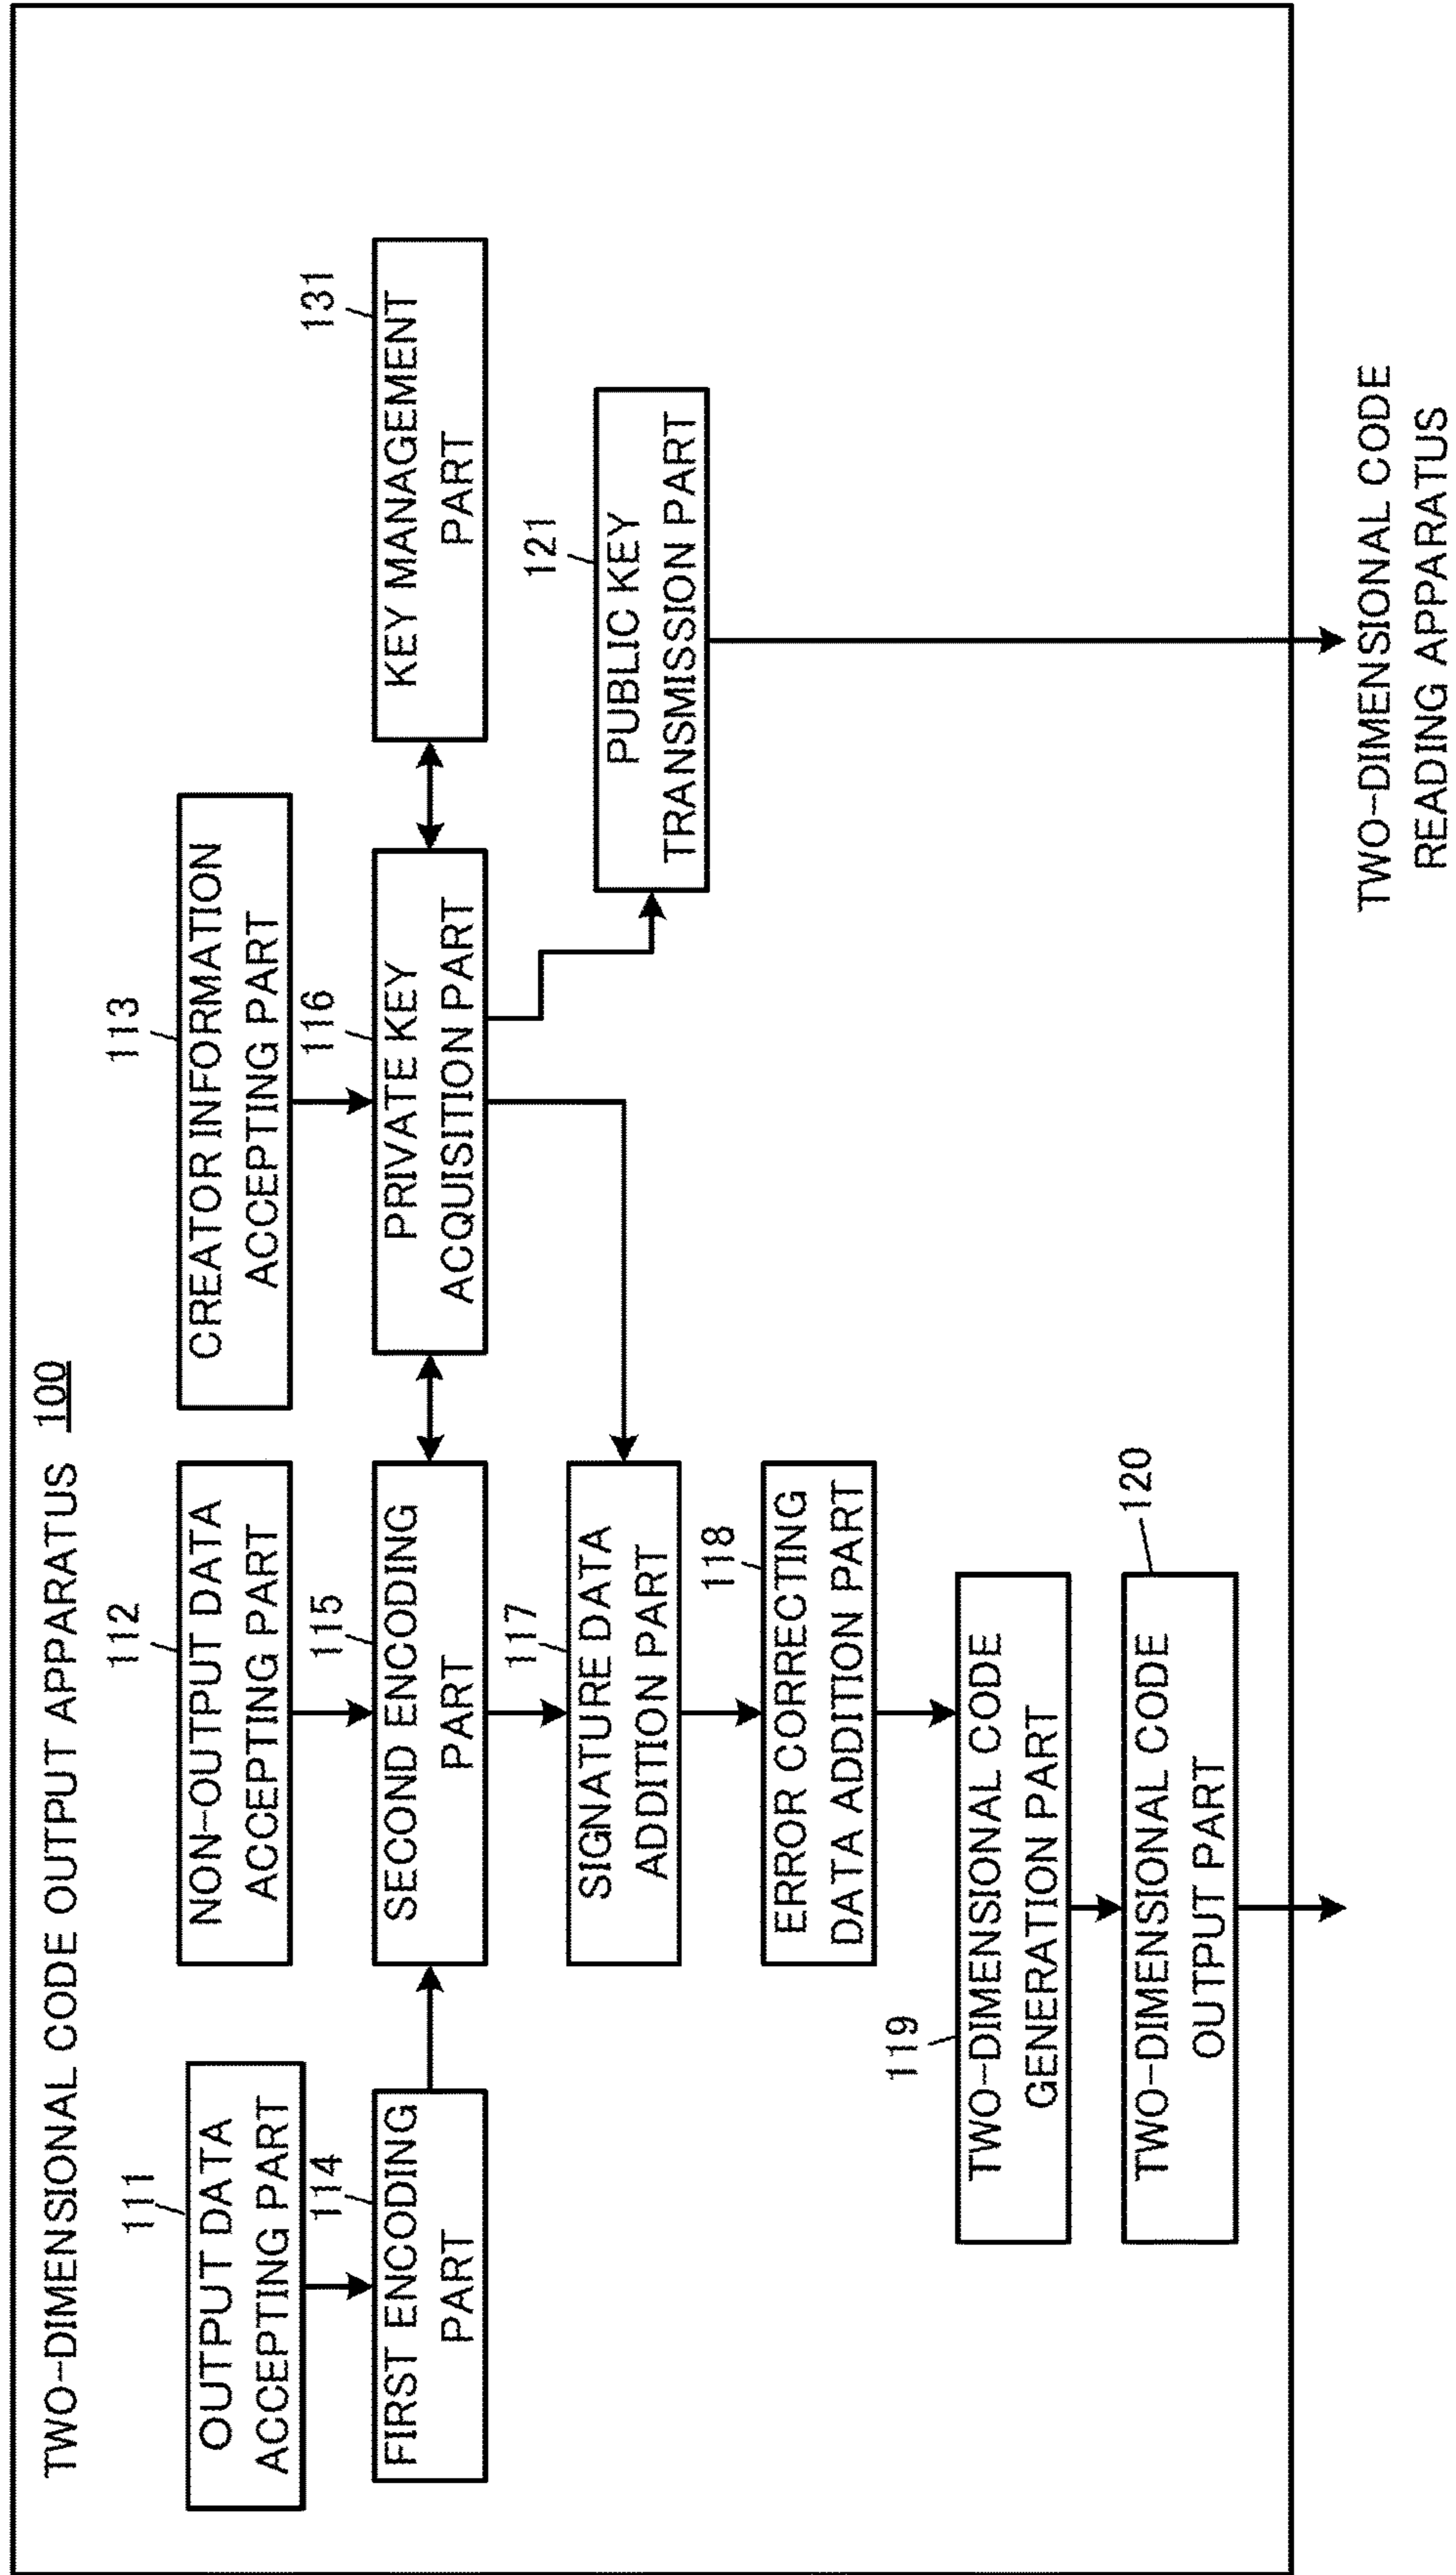 TWO-DIMENSIONAL CODE OUTPUT APPARATUS 100
111
OUTPUT DATA
ACCEPTING PART
112
NON-OUTPUT DATA
ACCEPTING PART
113
CREATOR INFORMATION
ACCEPTING PART
114
FIRST ENCODING
PART
115
SECOND ENCODING
PART
116
PRIVATE KEY
ACQUISITION PART
131
KEY MANAGEMENT
PART
117
SIGNATURE DATA
ADDITION PART
121
PUBLIC KEY
TRANSMISSION PART
118
ERROR CORRECTING
DATA ADDITION PART
119
TWO-DIMENSIONAL CODE
GENERATION PART
120
TWO-DIMENSIONAL CODE
OUTPUT PART
TWO-DIMENSIONAL CODE
READING APPARATUS